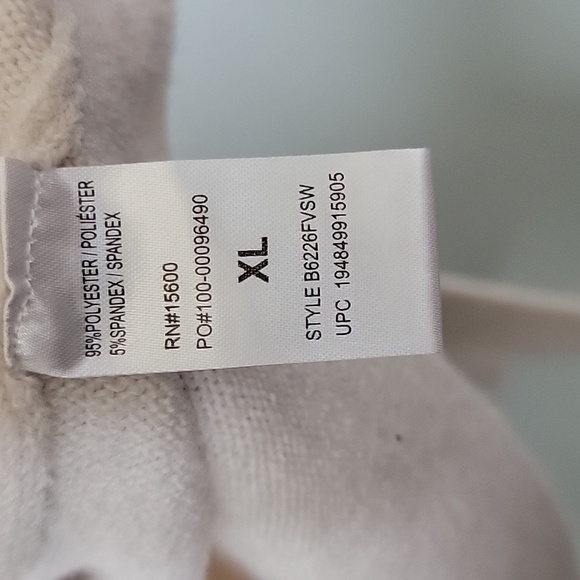 95%POLYESTER / POLIÉSTER
5%SPANDEX / SPANDEX
RN#15600
PO#100-00096490
XL
STYLE B6226FVSW
UPC 194849915905